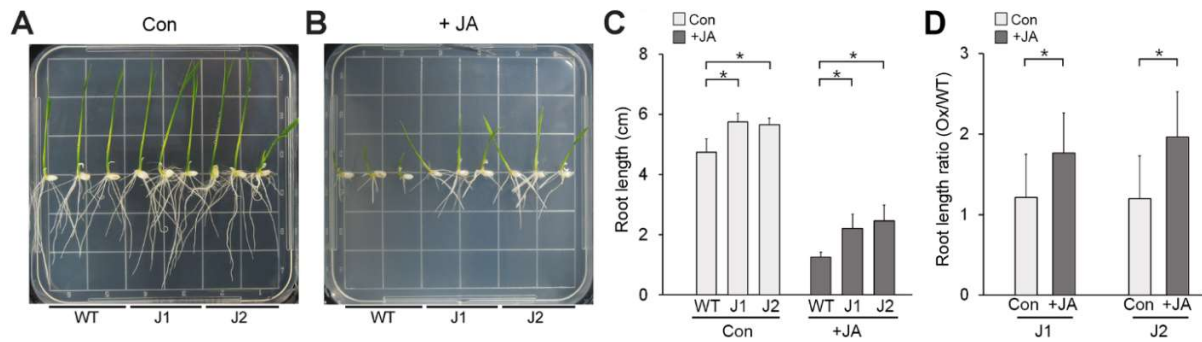 A
Con
WT
J1
J2
B
+ JA
WT
J1
J2
C
Con
+JA
Root length (cm)
8
6
4
2
0
*
*
*
*
WT
J1
J2
WT
J1
J2
Con
+JA
D
Con
+JA
Root length ratio (Ox/WT)
3
2
1
0
*
*
Con
+JA
Con
+JA
J1
J2